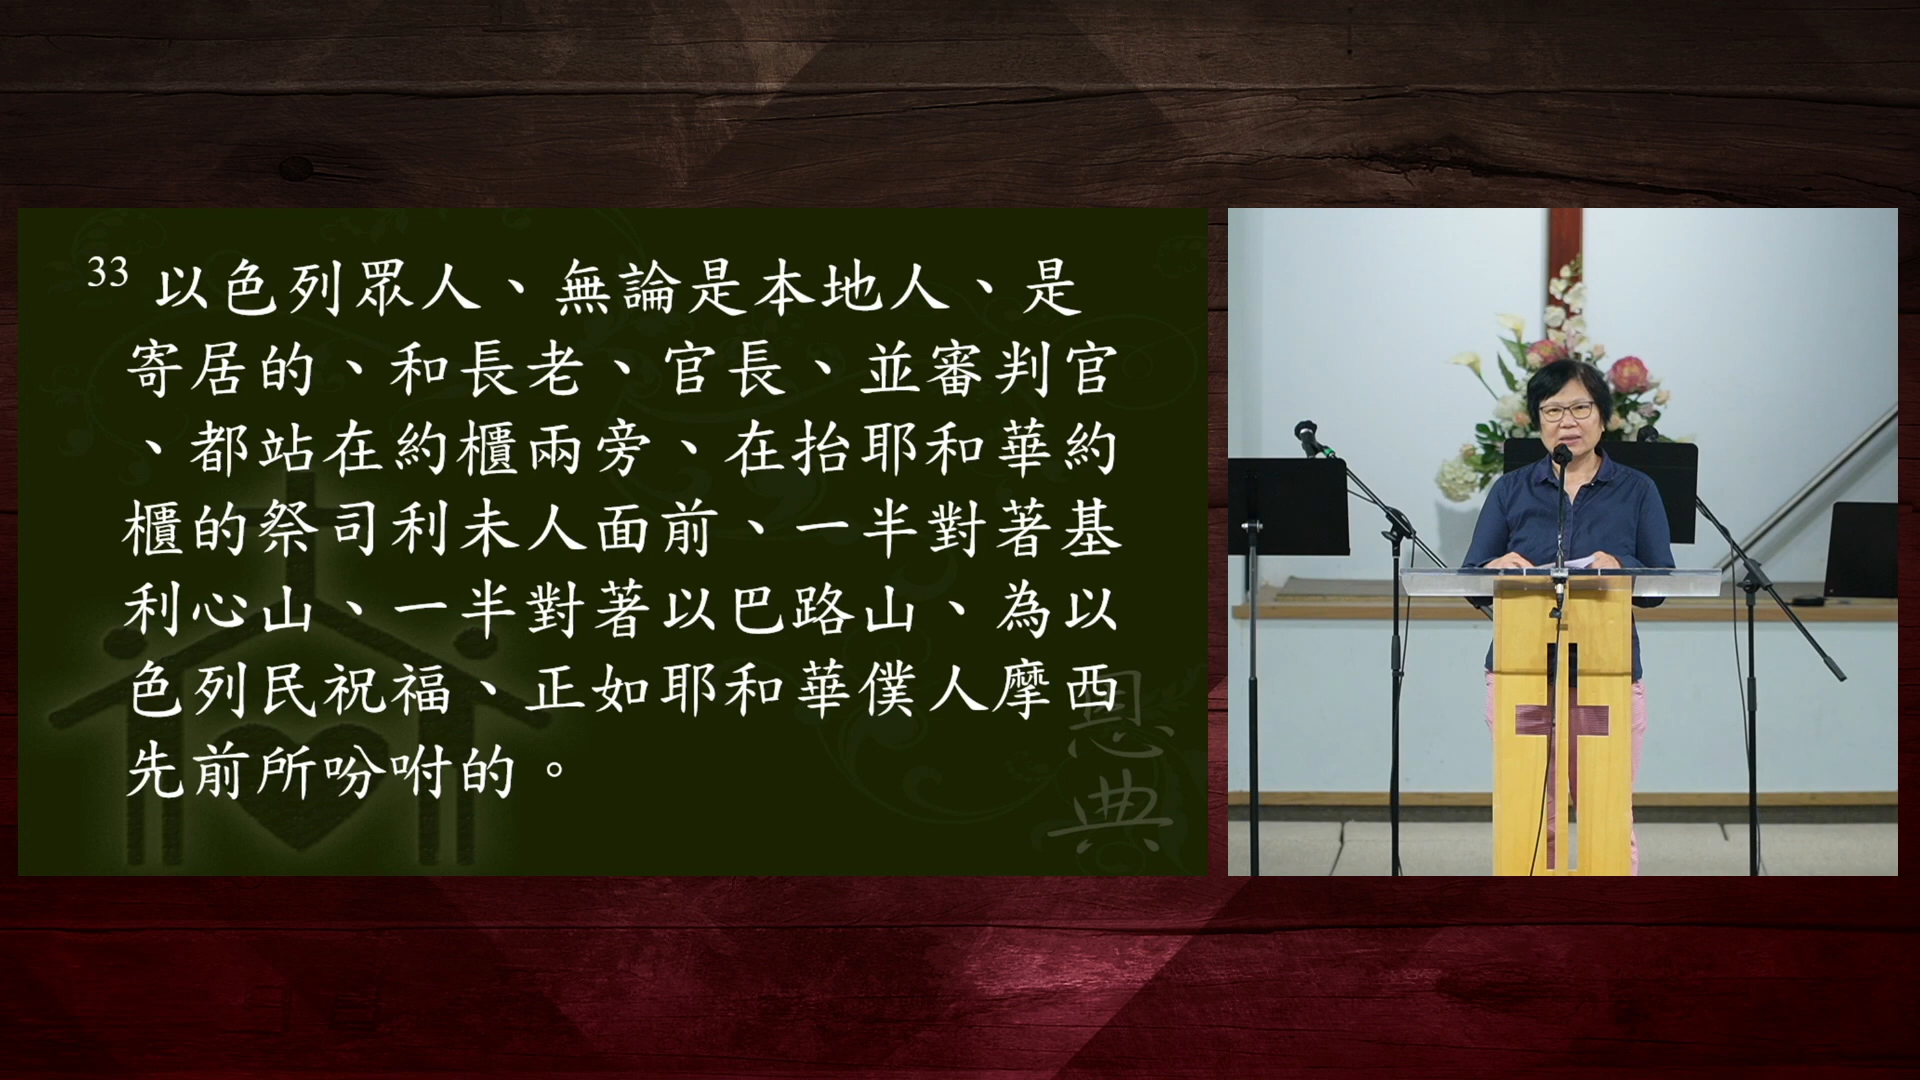 33 以色列眾人、無論是本地人、是
寄居的、和長老、官長、並審判官
、都站在約櫃兩旁、在抬耶和華約
櫃的祭司利未人面前、一半對著基
利心山、一半對著以巴路山、為以
色列民祝福、正如耶和華僕人摩西
先前所吩咐的。
恩
典